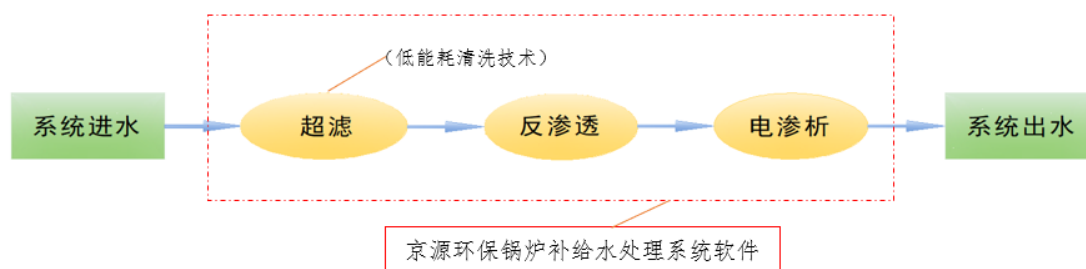 （低能耗清洗技术）
系统进水
超滤
反渗透
电渗析
系统出水
京源环保锅炉补给水处理系统软件